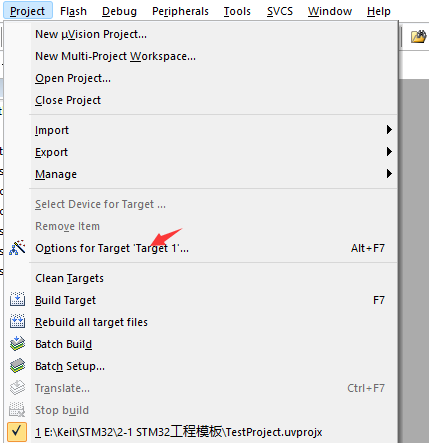 Project Flash Debug Peripherals Tools SVCS Window Help
New µVision Project...
New Multi-Project Workspace...
Open Project...
Close Project
Import
Export
Manage
Select Device for Target ...
Remove Item
Options for Target 'Target 1'... Alt+F7
Clean Targets
Build Target F7
Rebuild all target files
Batch Build
Batch Setup...
Translate... Ctrl+F7
Stop build
1 E:\Keil\STM32\2-1 STM32工程模板\TestProject.uvprojx